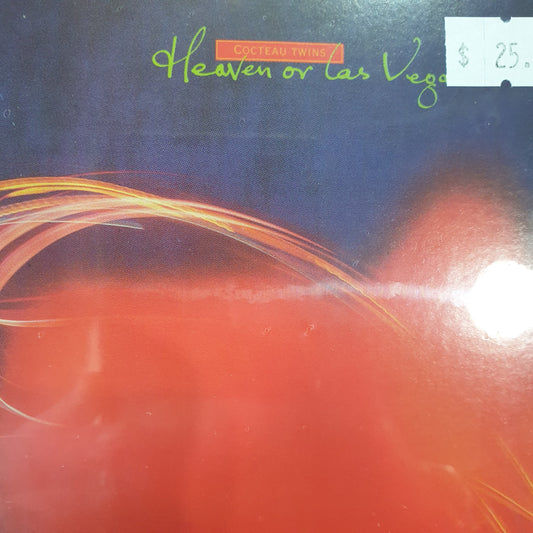 COCTEAU TWINS
Heaven or Las Vega
$ 25.